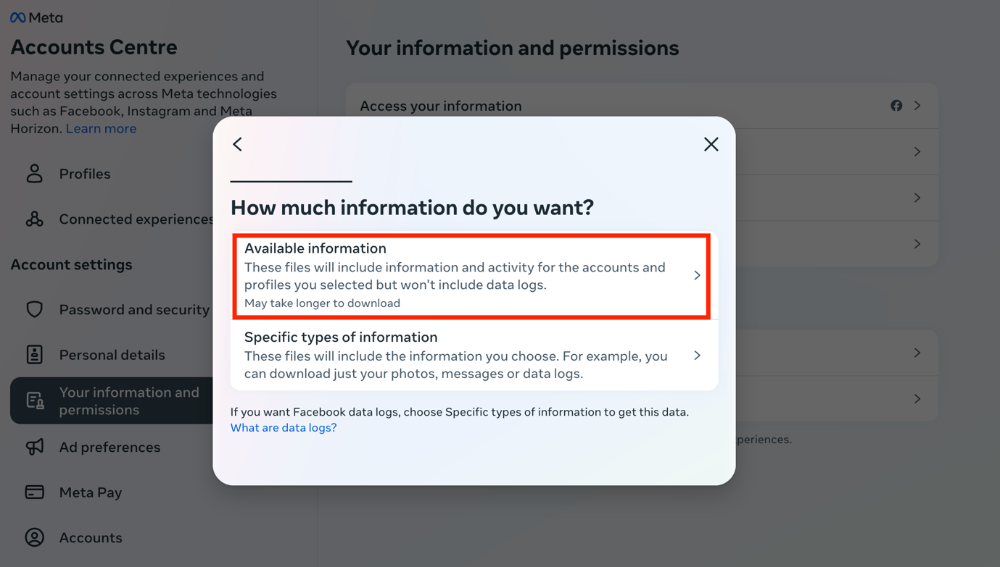 Meta
Accounts Centre
Manage your connected experiences and
account settings across Meta technologies
such as Facebook, Instagram and Meta
Horizon. Learn more
Profiles
Connected experiences
Account settings
Password and security
Personal details
Your information and
permissions
Ad preferences
Meta Pay
Accounts
Your information and permissions
Access your information
How much information do you want?
Available information
These files will include information and activity for the accounts and
profiles you selected but won't include data logs.
May take longer to download
Specific types of information
These files will include the information you choose. For example, you
can download just your photos, messages or data logs.
If you want Facebook data logs, choose Specific types of information to get this data.
What are data logs?
periences.